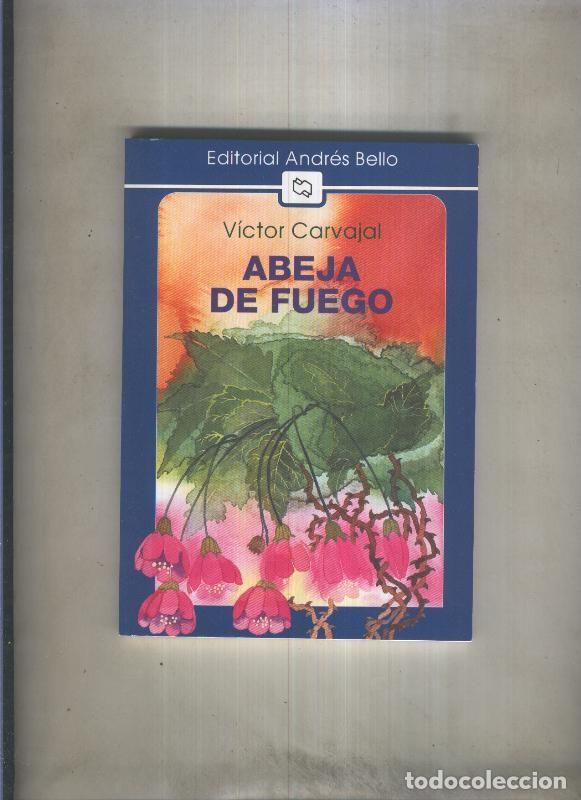 Editorial Andrés Bello
Víctor Carvajal
ABEJA
DE FUEGO
todocoleccion